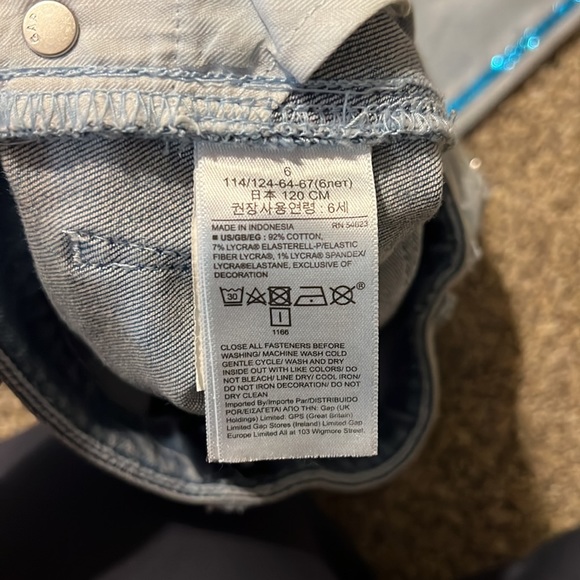 GAP
6
114/124-64-67(6лет)
日本 120 CM
권장사용연령 : 6세
MADE IN INDONESIA RN 54623
■ US/GB/EG : 92% COTTON,
7% LYCRA® ELASTERELL-P/ELASTIC
FIBER LYCRA®, 1% LYCRA® SPANDEX/
LYCRA®ELASTANE, EXCLUSIVE OF
DECORATION
30
®
I
1166
CLOSE ALL FASTENERS BEFORE
WASHING/ MACHINE WASH COLD
GENTLE CYCLE/ WASH AND DRY
INSIDE OUT WITH LIKE COLORS/ DO
NOT BLEACH/ LINE DRY/ COOL IRON/
DO NOT IRON DECORATION/ DO NOT
DRY CLEAN
Imported By/Importe Par/DISTRIBUIDO
POR/ΕΙΣΑΓΕΤΑΙ ΑΠΟ ΤΗΝ: Gap (UK
Holdings) Limited. GPS (Great Britain)
Limited Gap Stores (Ireland) Limited Gap
Europe Limited All at 103 Wigmore Street.